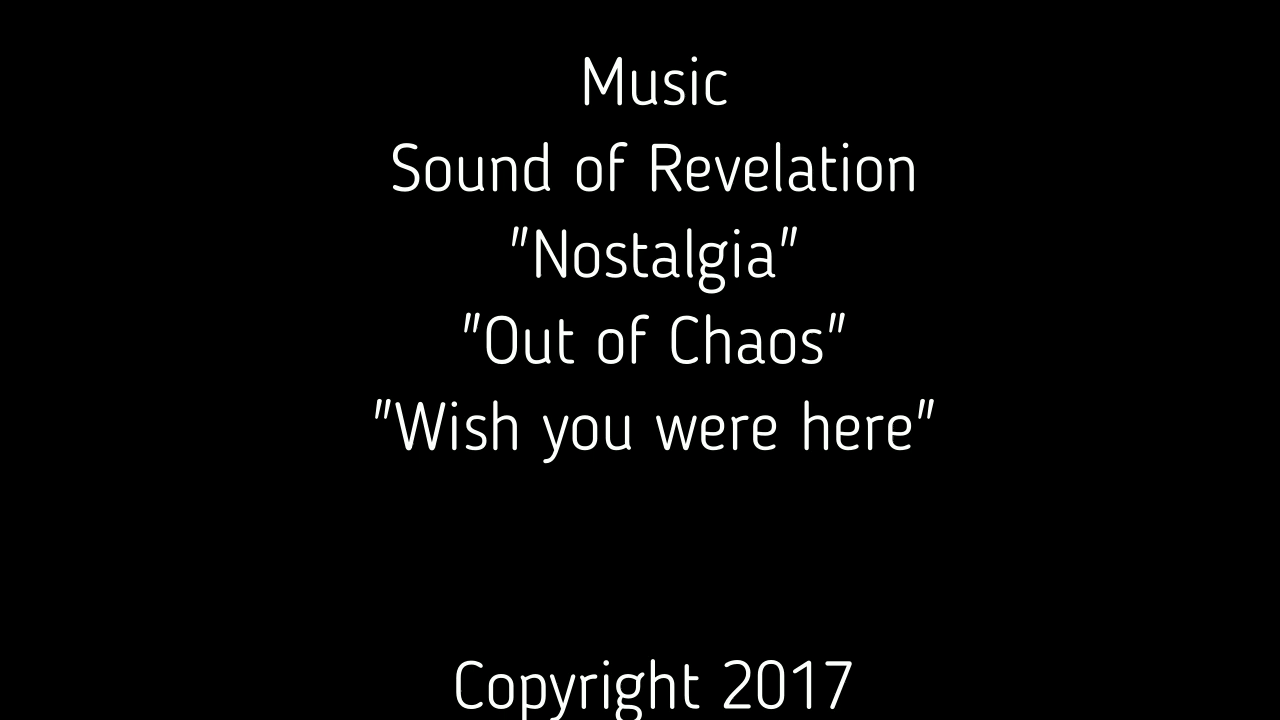 Music
Sound of Revelation
"Nostalgia"
"Out of Chaos"
"Wish you were here"
Copyright 2017